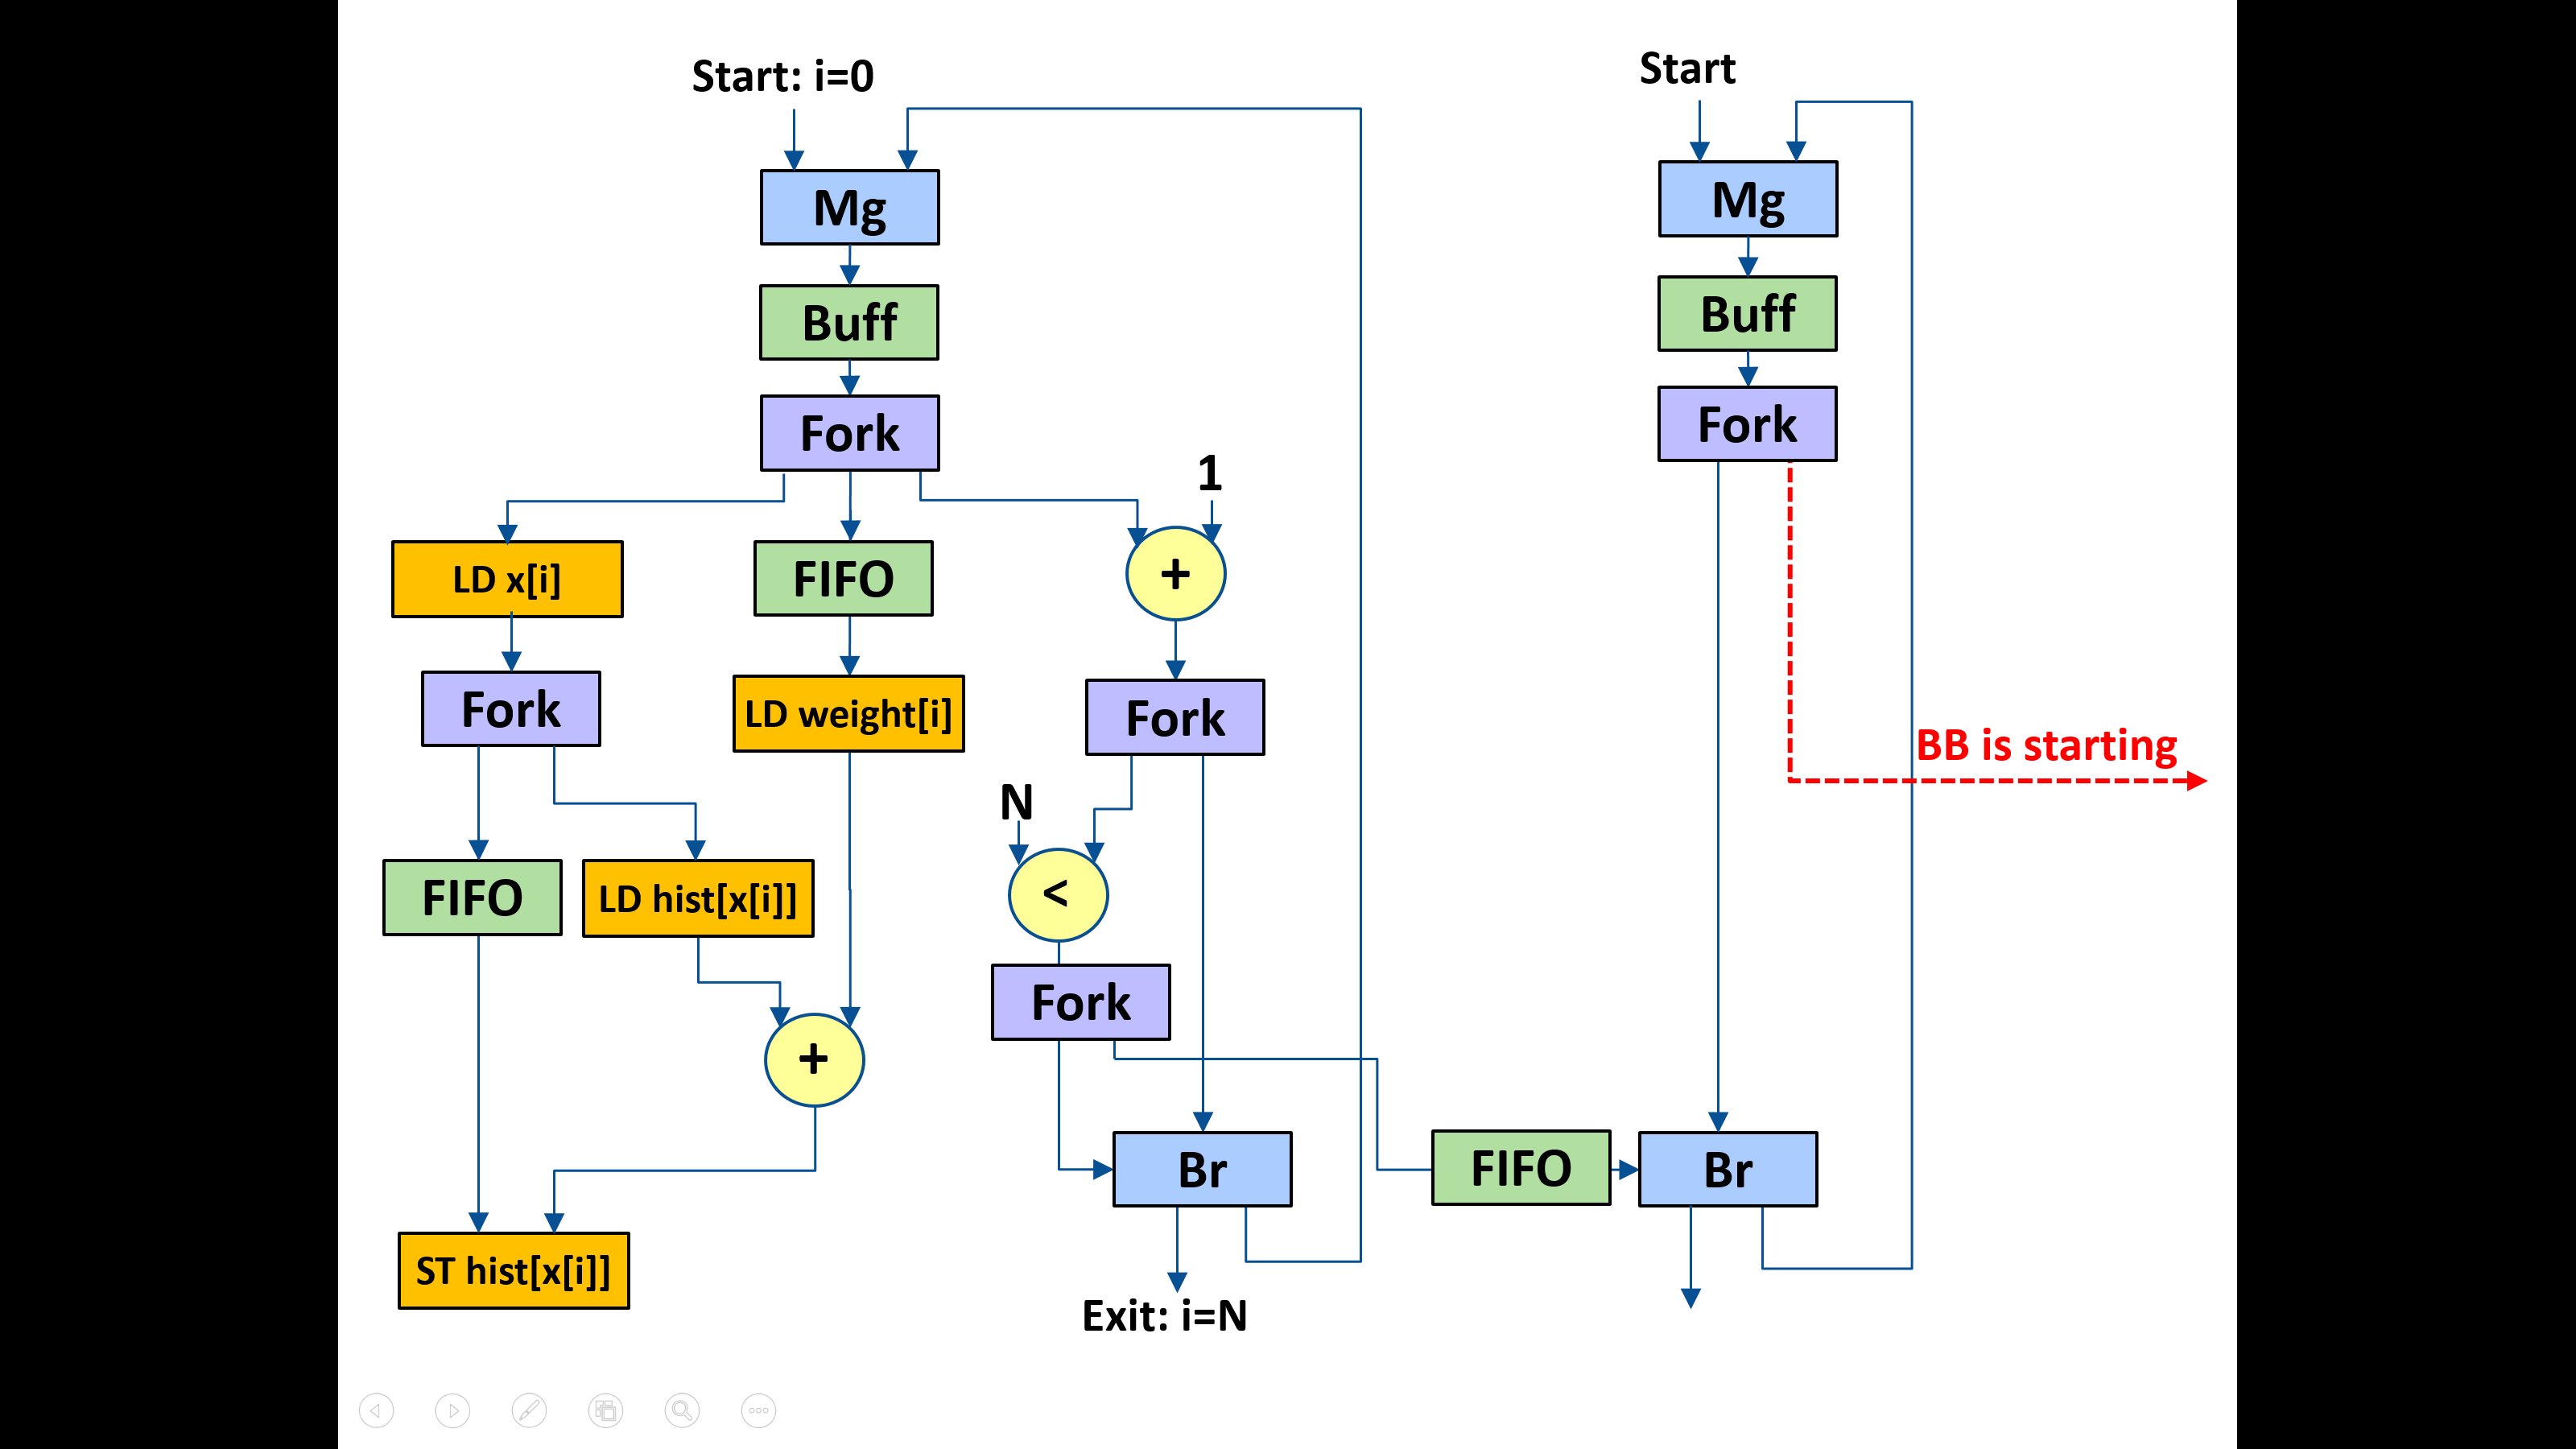 Start: i=0
Start
Mg
Mg
Buff
Buff
Fork
Fork
1
LD x[i]
FIFO
+
Fork
LD weight[i]
Fork
BB is starting
N
FIFO
LD hist[x[i]]
<
Fork
+
Br
FIFO
Br
ST hist[x[i]]
Exit: i=N